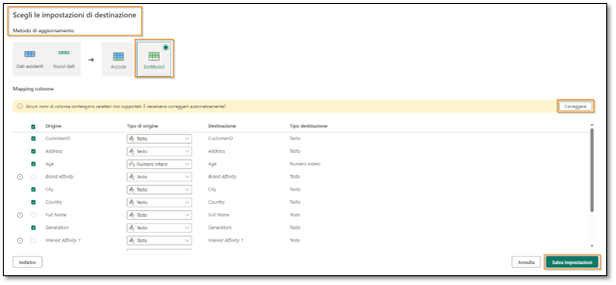 Scegli le impostazioni di destinazione
Metodo di aggiornamento
Dati esistenti Nuovi dati Accoda Sostituisci
Mapping colonne
Alcuni nomi di colonna contengono caratteri non supportati. È necessario correggerli automaticamente? Correggere
Origine Tipo di origine Destinazione Tipo destinazione
CustomerID Testo CustomerID Testo
Address Testo Address Testo
Age Numero intero Age Numero intero
Brand Affinity Testo Brand Affinity Testo
City Testo City Testo
Country Testo Country Testo
Full Name Testo Full Name Testo
Generation Testo Generation Testo
Interest Affinity 1 Testo Interest Affinity 1 Testo
Indietro Annulla Salva impostazioni